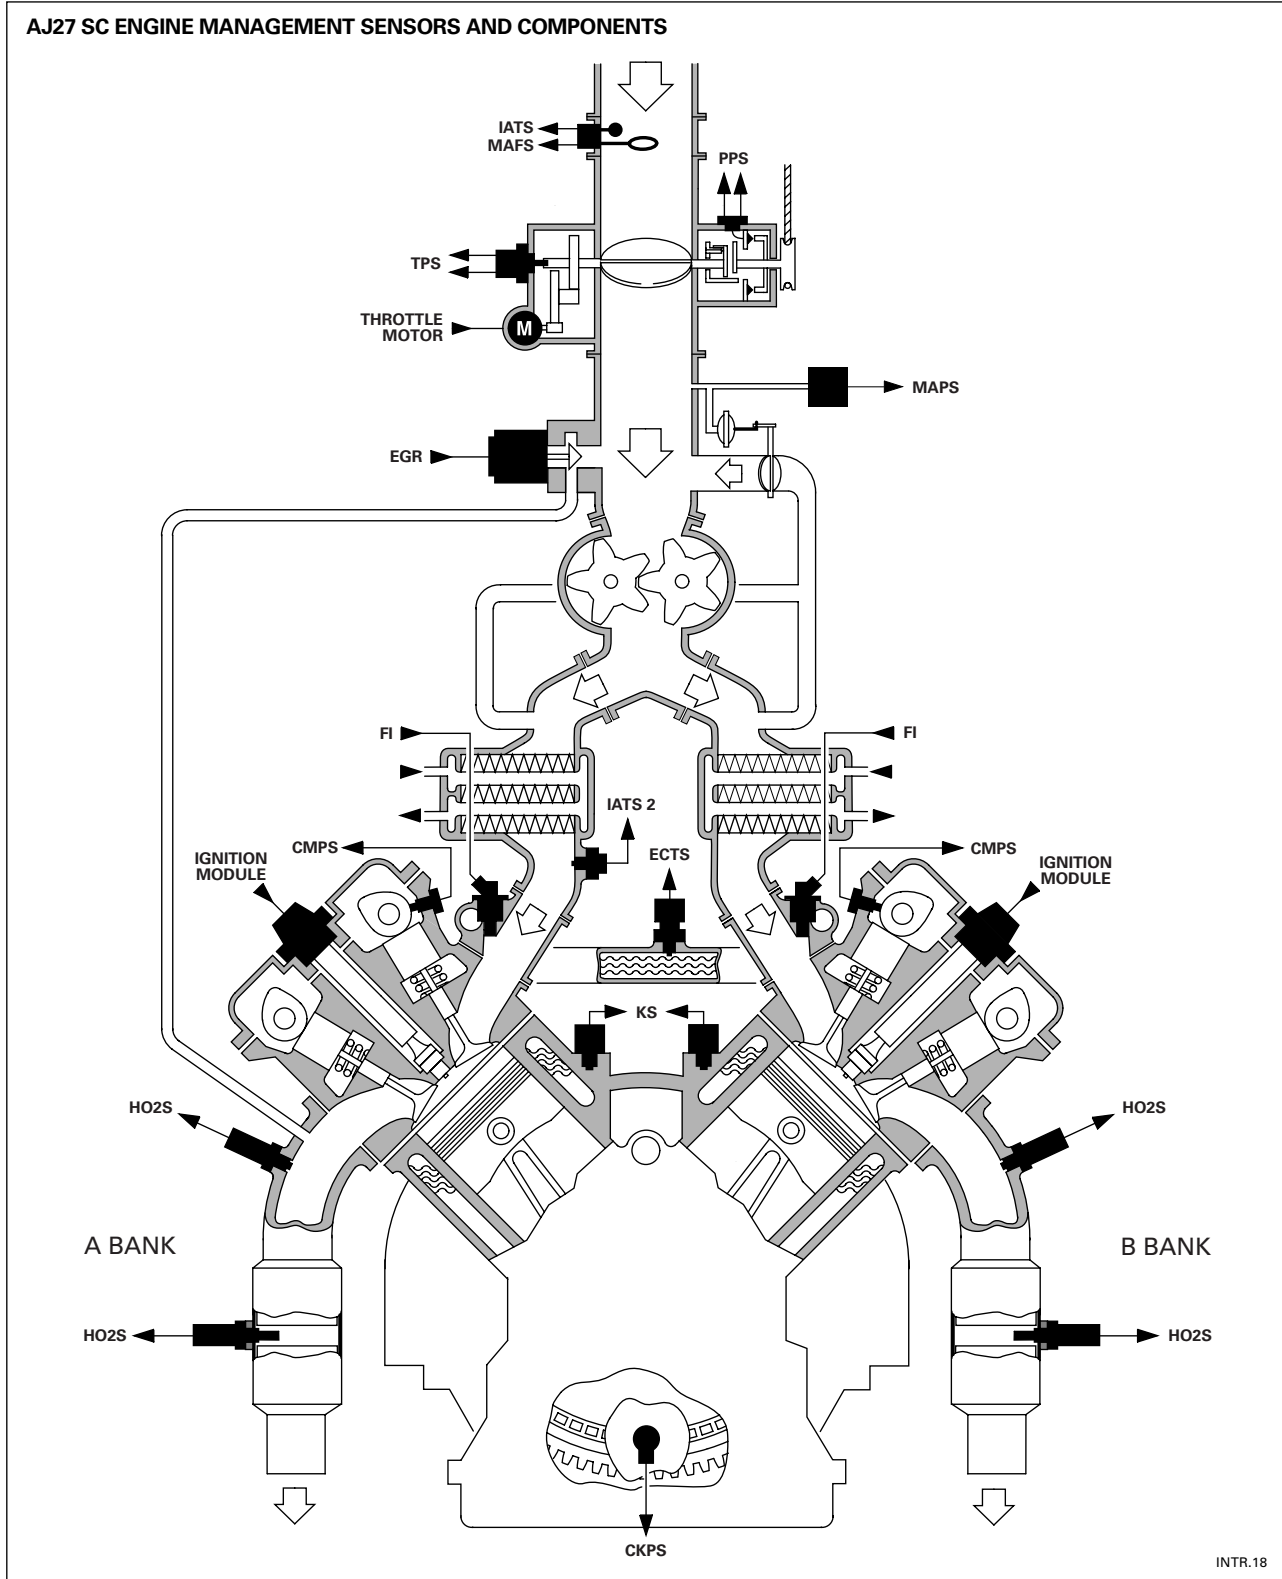 AJ27 SC ENGINE MANAGEMENT SENSORS AND COMPONENTS
IATS
MAFS
PPS
TPS
THROTTLE
MOTOR
M
MAPS
EGR
FI
FI
IATS 2
CMPS
ECTS
CMPS
IGNITION
MODULE
IGNITION
MODULE
KS
HO2S
HO2S
A BANK
B BANK
HO2S
HO2S
CKPS
INTR.18